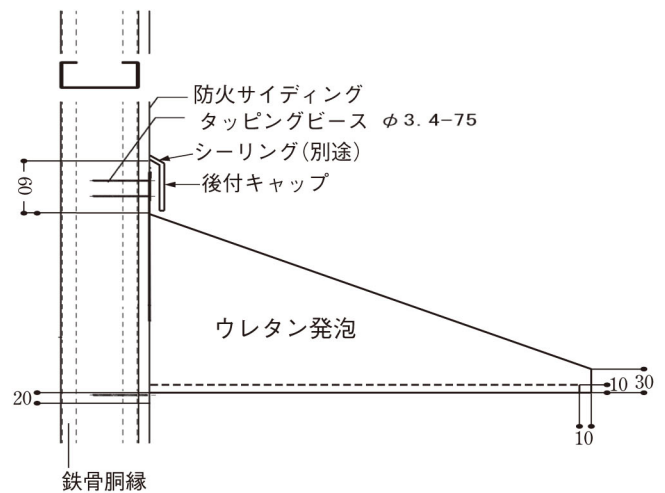 防火サイディング
タッピングビース φ3.4-75
シーリング(別途)
後付キャップ
60
ウレタン発泡
20
10
30
10
鉄骨胴縁